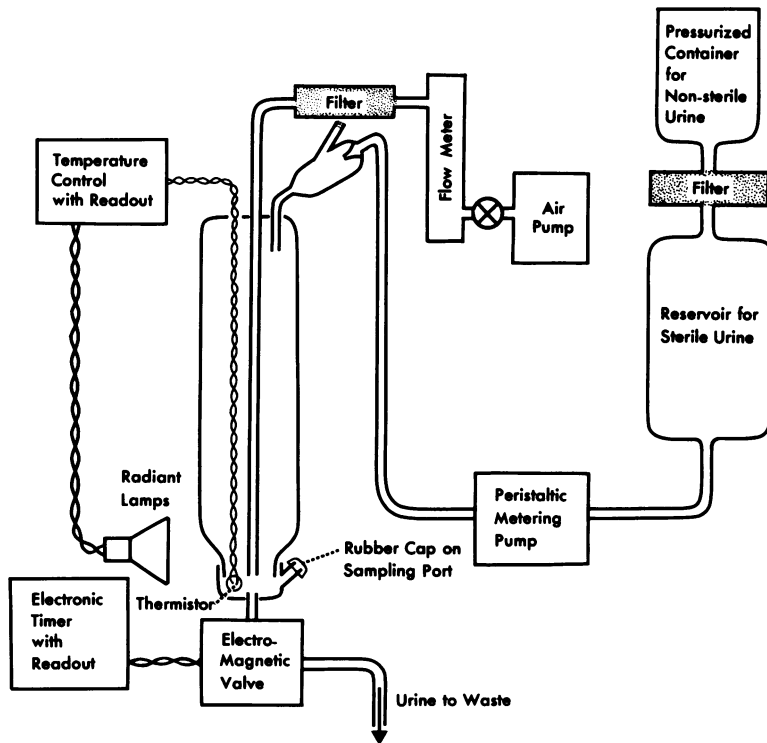 Pressurized
Container
for
Non-sterile
Urine
Filter
Flow Meter
Temperature
Control
with Readout
Filter
Air
Pump
Reservoir for
Sterile Urine
Radiant
Lamps
Peristaltic
Metering
Pump
Rubber Cap on
Sampling Port
Thermistor
Electronic
Timer
with
Readout
Electro-
Magnetic
Valve
Urine to Waste